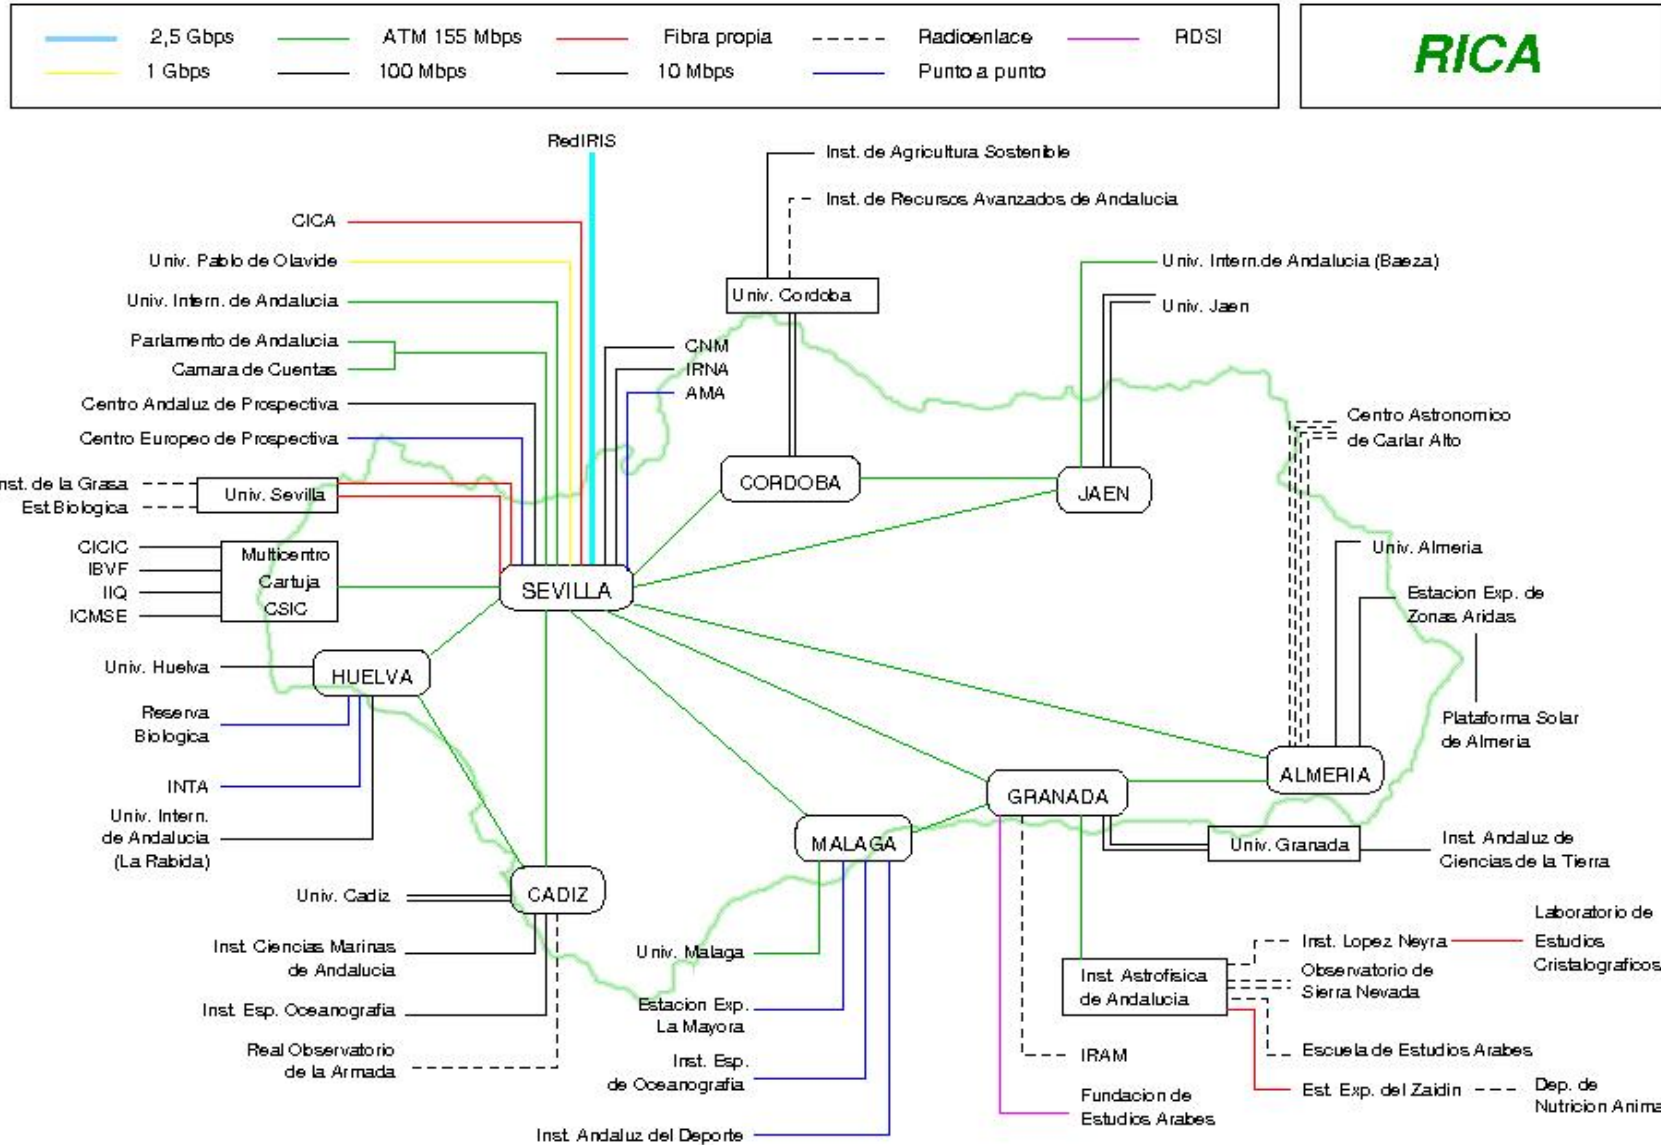 2,5 Gbps
ATM 155 Mbps
Fibra propia
Radioenlace
RDSI
1 Gbps
100 Mbps
10 Mbps
Punto a punto
RICA
RedIRIS
CICA
Univ. Pablo de Olavide
Univ. Intern. de Andalucia
Parlamento de Andalucia
Camara de Cuentas
Centro Andaluz de Prospectiva
Centro Europeo de Prospectiva
nst. de la Grasa
Est Biologica
Univ. Sevilla
CICIC
IBVF
IIQ
ICMSE
Multicentro
Cartuja
CSIC
CNM
IRNA
AMA
Inst. de Agricultura Sostenible
Inst. de Recursos Avanzados de Andalucia
Univ. Cordoba
Univ. Intern.de Andalucia (Baeza)
Univ. Jaen
CORDOBA
JAEN
SEVILLA
Centro Astronomico
de Carlar Alto
Univ. Almeria
Estacion Exp. de
Zonas Aridas
Plataforma Solar
de Almeria
Univ. Huelva
HUELVA
Reserva
Biologica
INTA
Univ. Intern.
de Andalucia
(La Rabida)
ALMERIA
GRANADA
MALAGA
CADIZ
Univ. Granada
Inst. Andaluz de
Ciencias de la Tierra
Univ. Cadiz
Inst. Ciencias Marinas
de Andalucia
Inst. Esp. Oceanografia
Real Observatorio
de la Armada
Univ. Malaga
Estacion Exp.
La Mayora
Inst. Esp.
de Oceanografia
Inst. Andaluz del Deporte
Inst. Astrofisica
de Andalucia
Inst. Lopez Neyra
Laboratorio de
Estudios
Cristalograficos
Observatorio de
Sierra Nevada
Escuela de Estudios Arabes
Est. Exp. del Zaidin
Dep. de
Nutricion Anima
IRAM
Fundacion de
Estudios Arabes